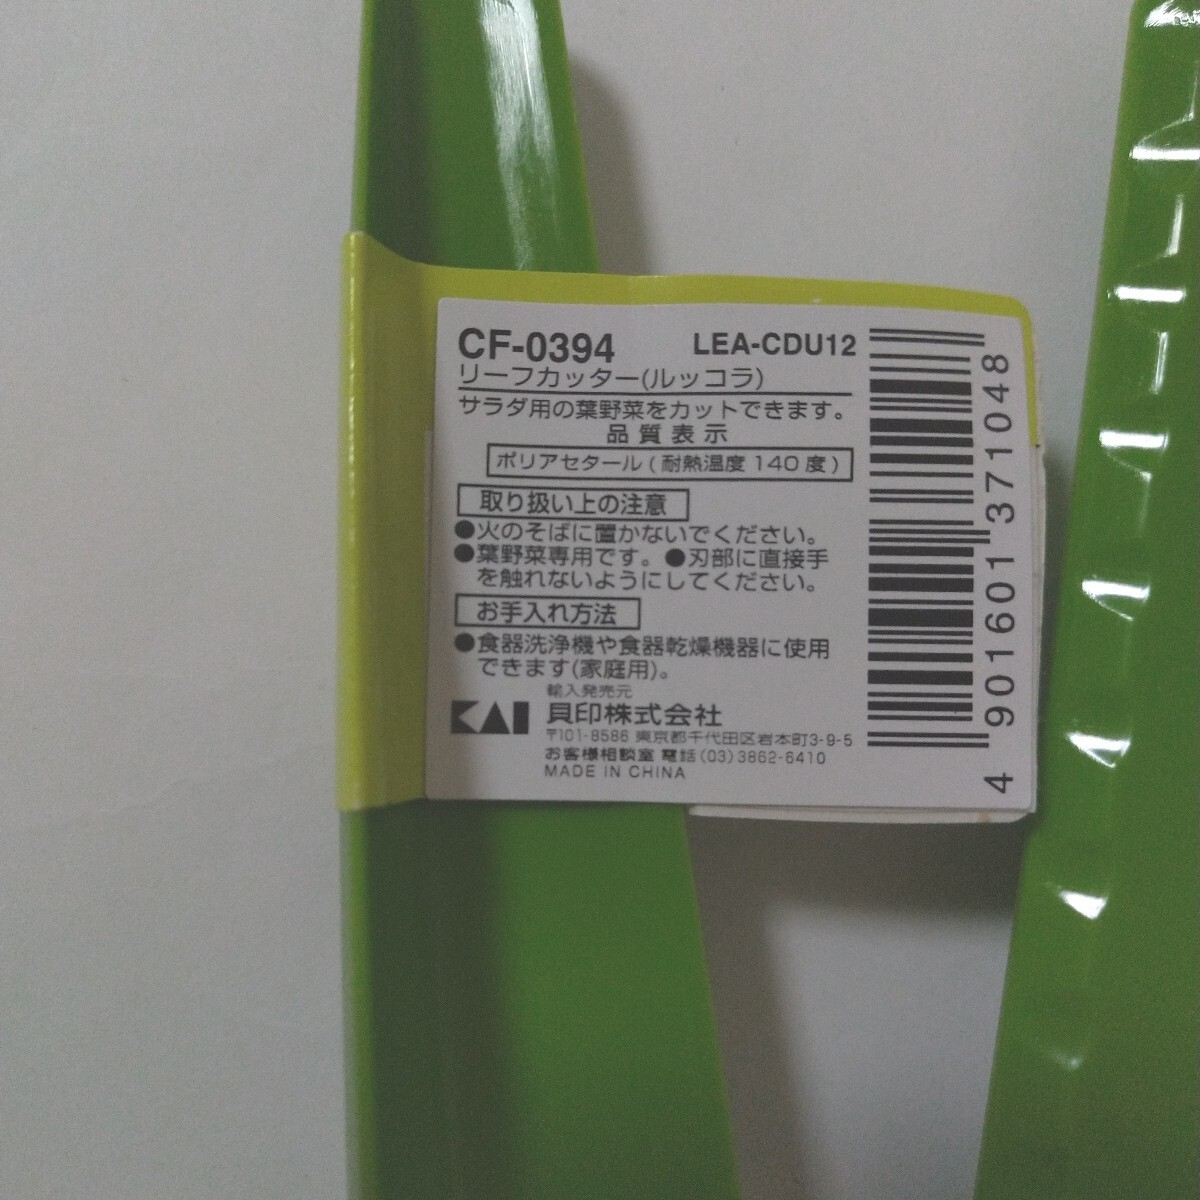 CF-0394 LEA-CDU12
リーフカッター(ルッコラ)
サラダ用の葉野菜をカットできます。
品質表示
ポリアセタール(耐熱温度140度)
取り扱い上の注意
●火のそばに置かないでください。
●葉野菜専用です。●刃部に直接手
を触れないようにしてください。
お手入れ方法
●食器洗浄機や食器乾燥機器に使用
できます(家庭用)。
輸入発売元
KAI 貝印株式会社
〒101-8586 東京都千代田区岩本町3-9-5
お客様相談室 電話(03)3862-6410
MADE IN CHINA
4 901601 371048